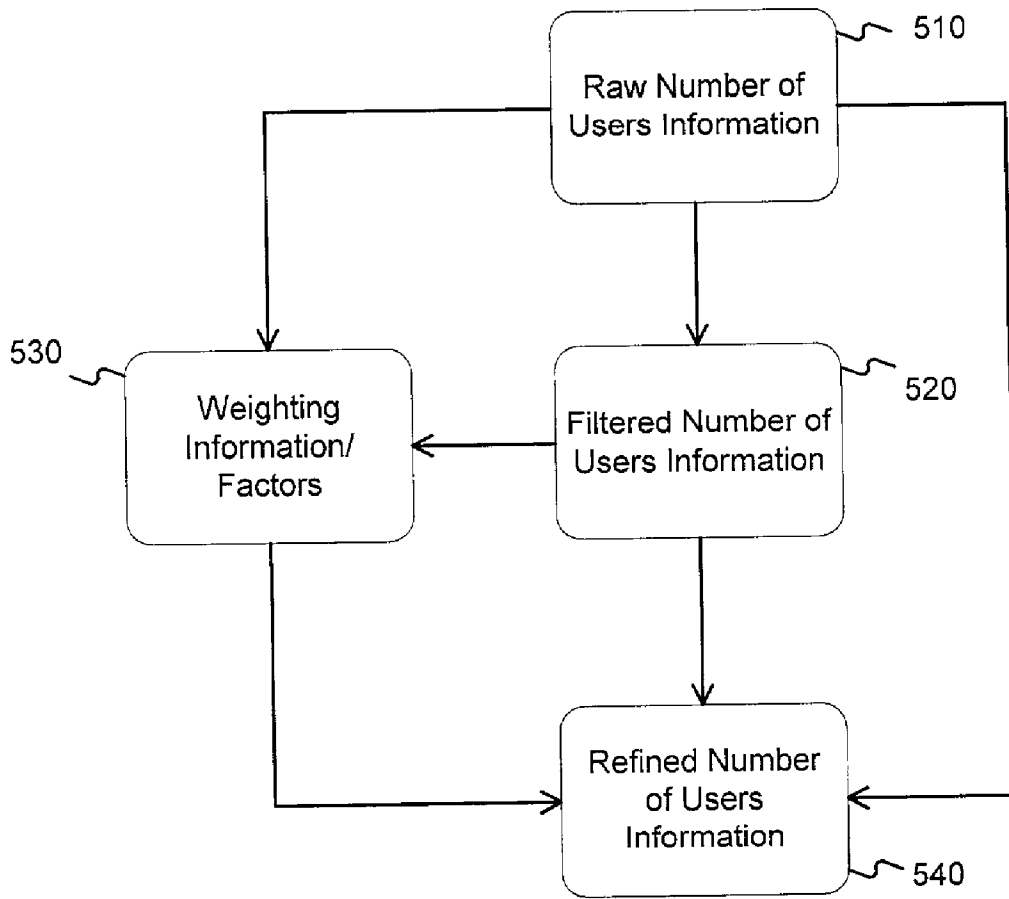 510
Raw Number of
Users Information
530
Weighting
Information/
Factors
520
Filtered Number of
Users Information
Refined Number
of Users
Information
540